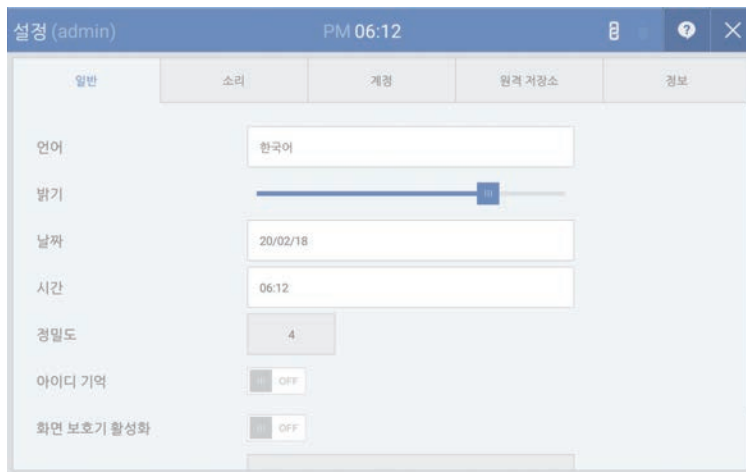 설정 (admin) PM 06:12
일반 소리 계정 원격 저장소 정보
언어 한국어
밝기
날짜 20/02/18
시간 06:12
정밀도 4
아이디 기억 OFF
화면 보호기 활성화 OFF